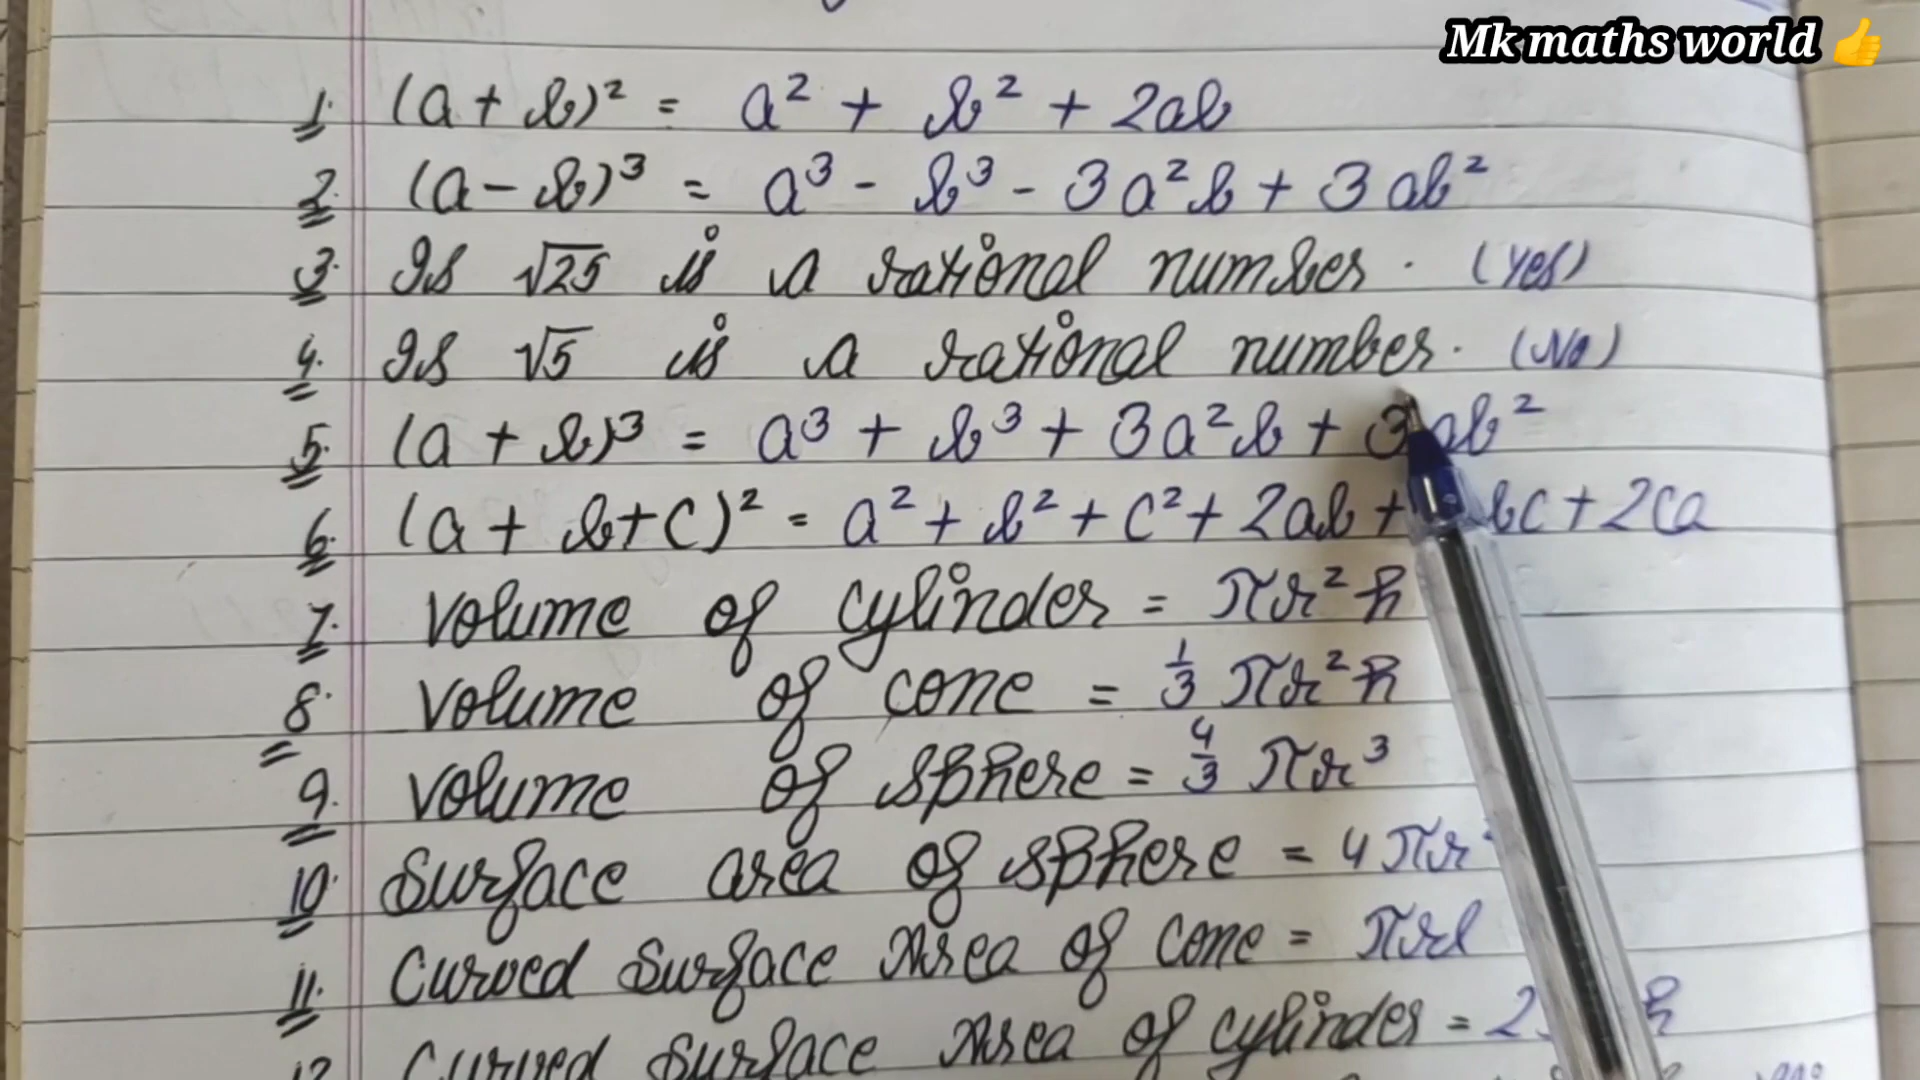 Mk maths world 👍
1. (a + b)² = a² + b² + 2ab
2. (a - b)³ = a³ - b³ - 3a²b + 3ab²
3. Is √25 is a rational number. (Yes)
4. Is √5 is a rational number. (No)
5. (a + b)³ = a³ + b³ + 3a²b + 3ab²
6. (a + b + c)² = a² + b² + c² + 2ab + bc + 2ca
7. Volume of cylinder = πr²h
8. Volume of cone = 1/3 πr²h
9. Volume of sphere = 4/3 πr³
10. Surface area of sphere = 4πr
11. Curved Surface Area of cone = πrl
12. Curved Surface Area of cylinder = 2 h